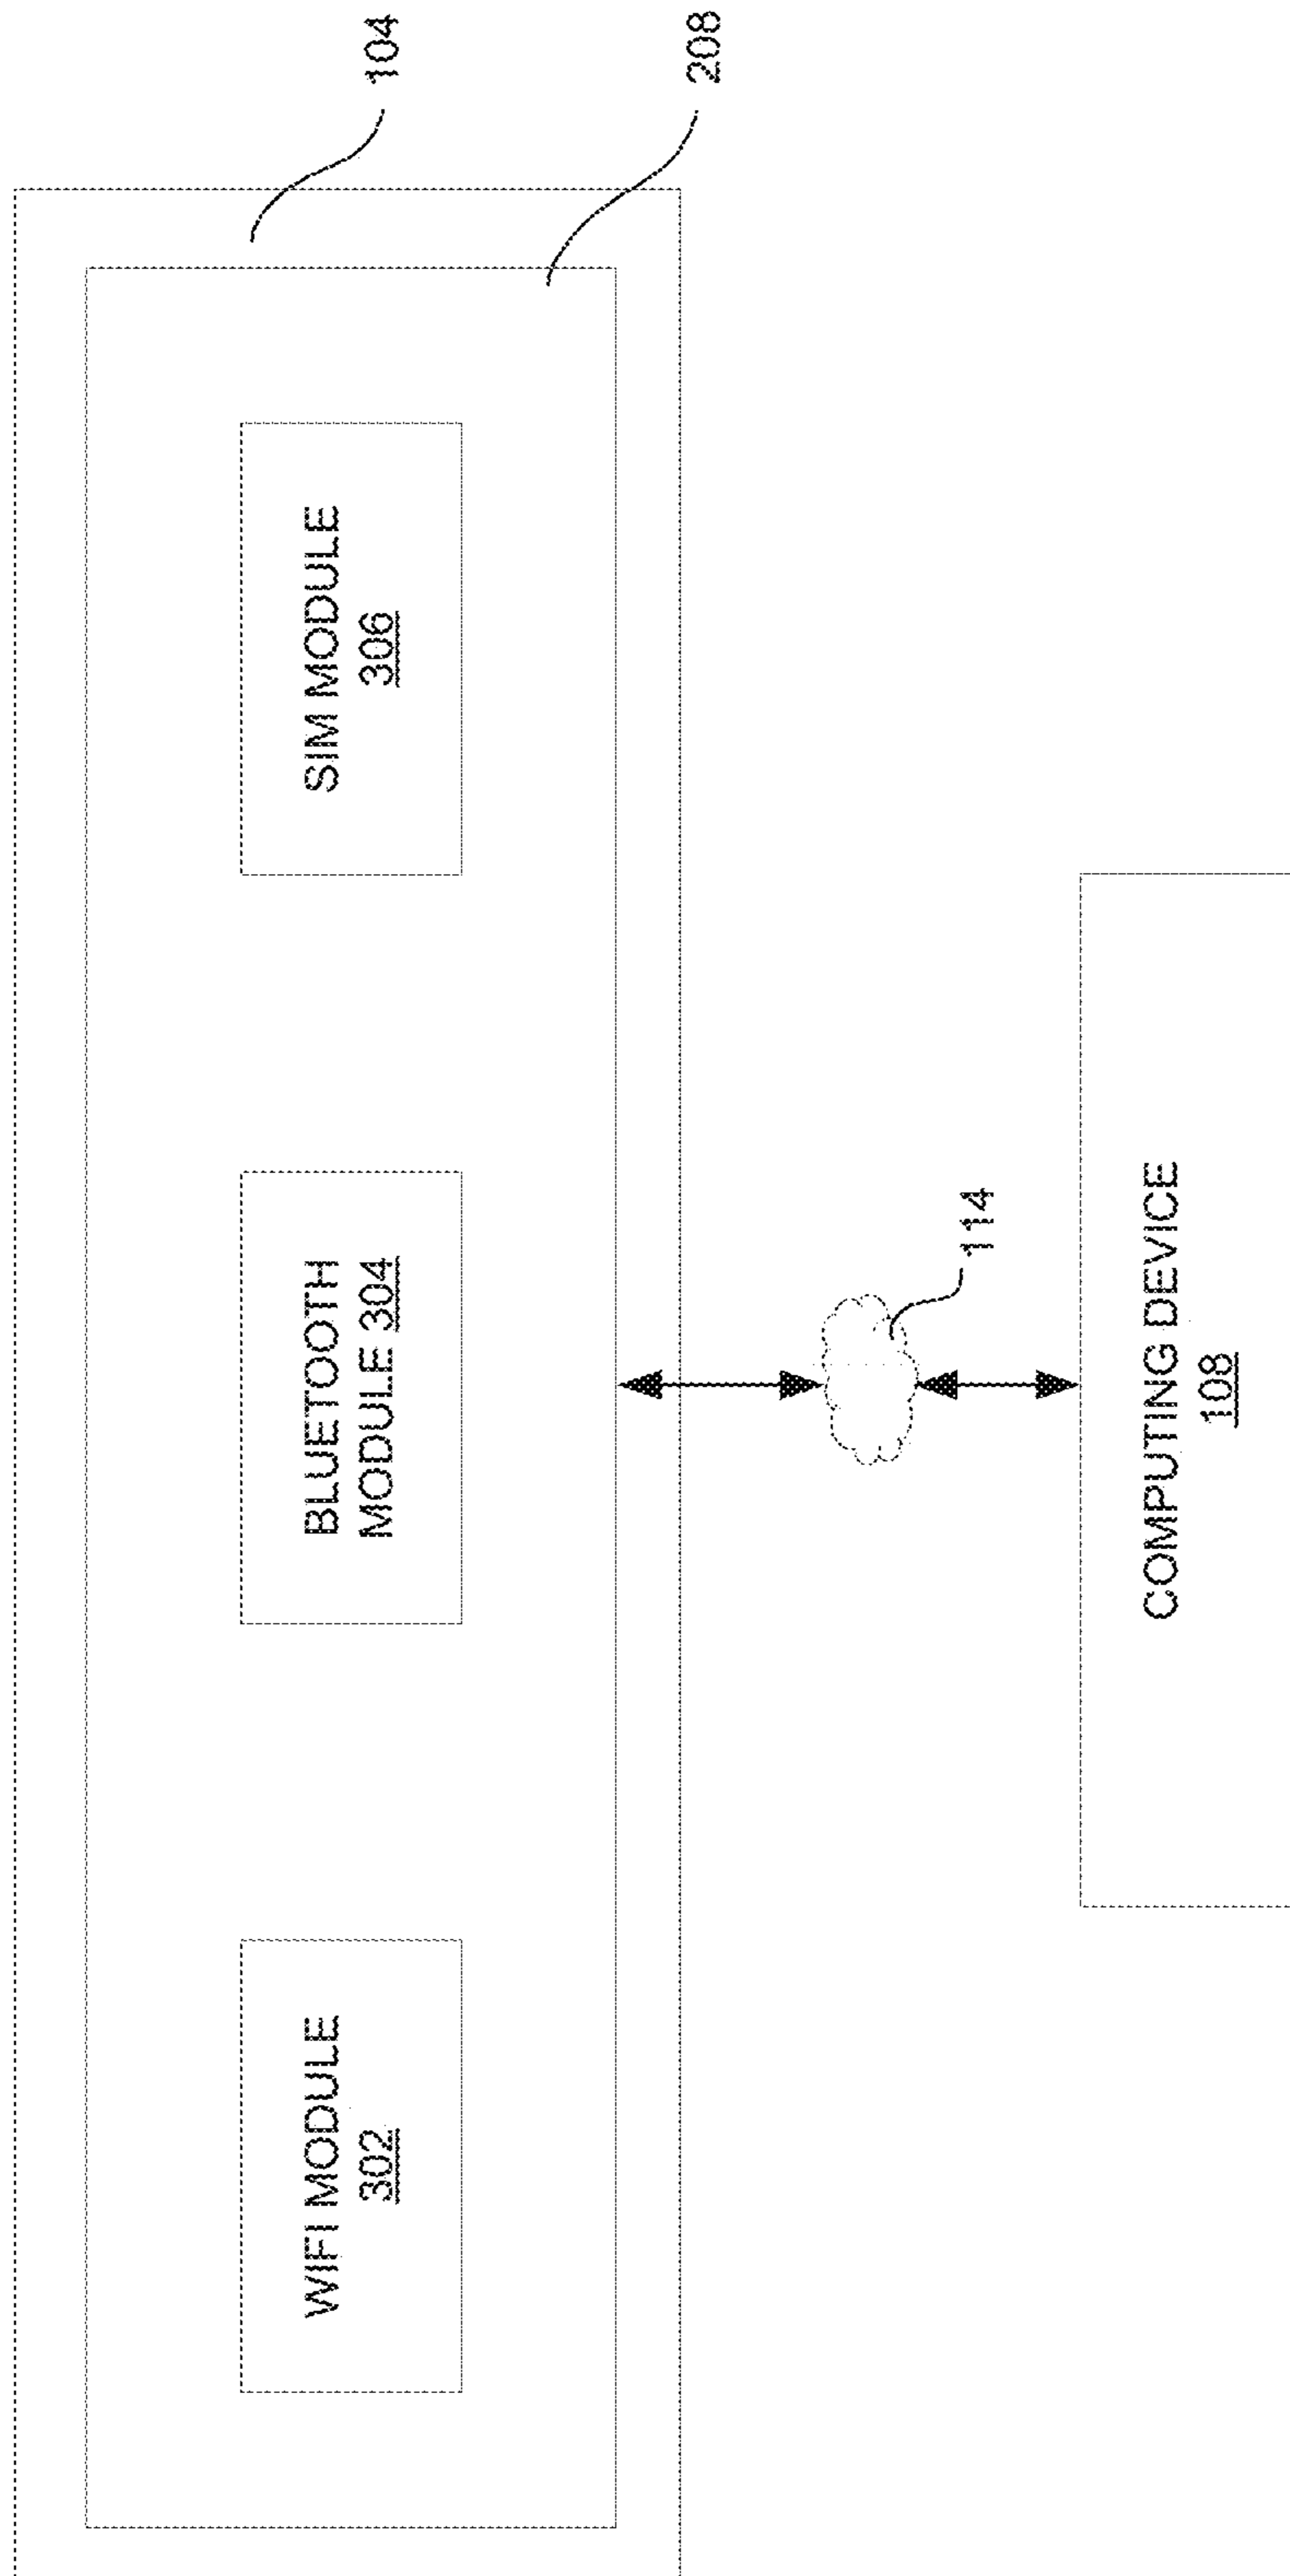 104
208
WIFI MODULE
302
BLUETOOTH
MODULE 304
SIM MODULE
306
114
COMPUTING DEVICE
108